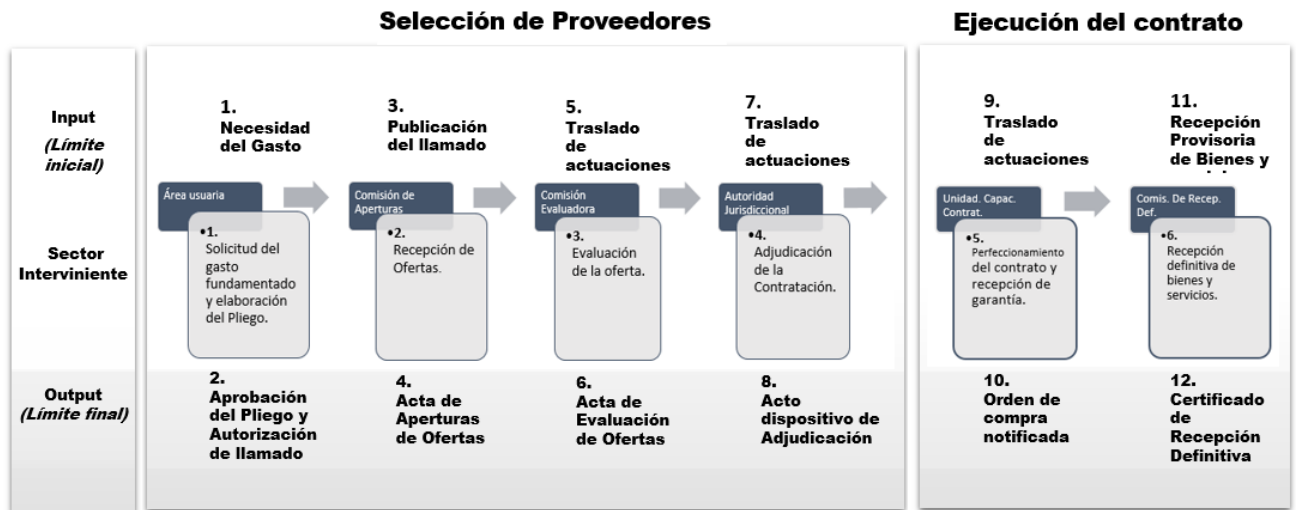 Selección de Proveedores
Ejecución del contrato
Input
(Límite
inicial)
1.
Necesidad
del Gasto
3.
Publicación
del llamado
5.
Traslado
de
actuaciones
7.
Traslado
de
actuaciones
9.
Traslado
de
actuaciones
11.
Recepción
Provisoria
de Bienes y
Sector
Interviniente
Área usuaria
•1.
Solicitud del
gasto
fundamentado
y elaboración
del Pliego.
Comisión de
Aperturas
•2.
Recepción de
Ofertas.
Comisión
Evaluadora
•3.
Evaluación
de la oferta.
Autoridad
Jurisdiccional
•4.
Adjudicación
de la
Contratación.
Unidad. Capac.
Contrat.
•5.
Perfeccionamiento
del contrato y
recepción de
garantía.
Comis. De Recep.
Def.
•6.
Recepción
definitiva de
bienes y
servicios.
Output
(Límite final)
2.
Aprobación
del Pliego y
Autorización
de llamado
4.
Acta de
Aperturas
de Ofertas
6.
Acta de
Evaluación
de Ofertas
8.
Acto
dispositivo de
Adjudicación
10.
Orden de
compra
notificada
12.
Certificado
de
Recepción
Definitiva